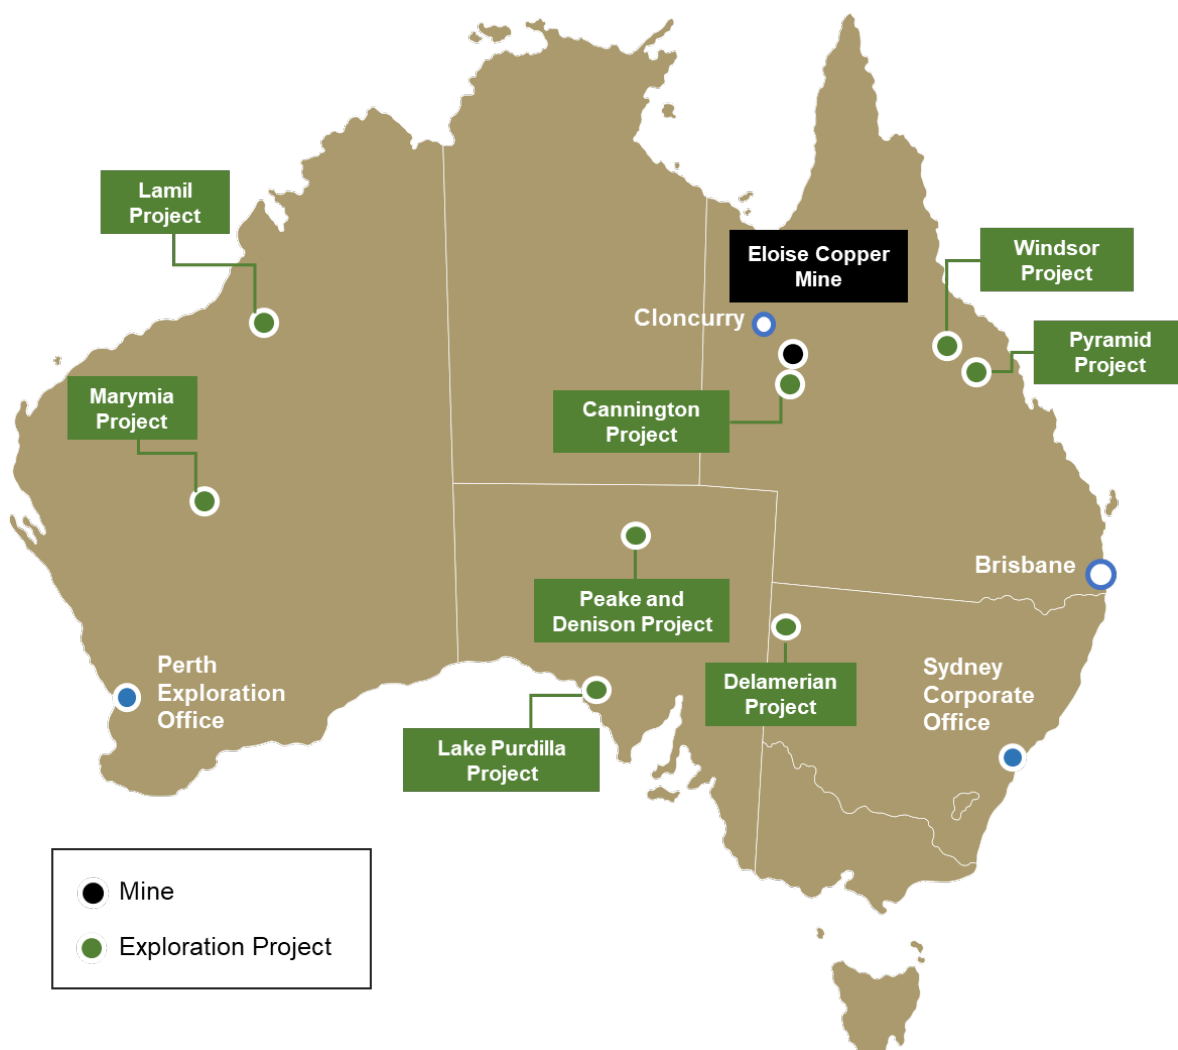 Lamil
Project
Eloise Copper
Mine
Windsor
Project
Cloncurry
Pyramid
Project
Marymia
Project
Cannington
Project
Brisbane
Peake and
Denison Project
Perth
Exploration
Office
Delamerian
Project
Sydney
Corporate
Office
Lake Purdilla
Project
Mine
Exploration Project